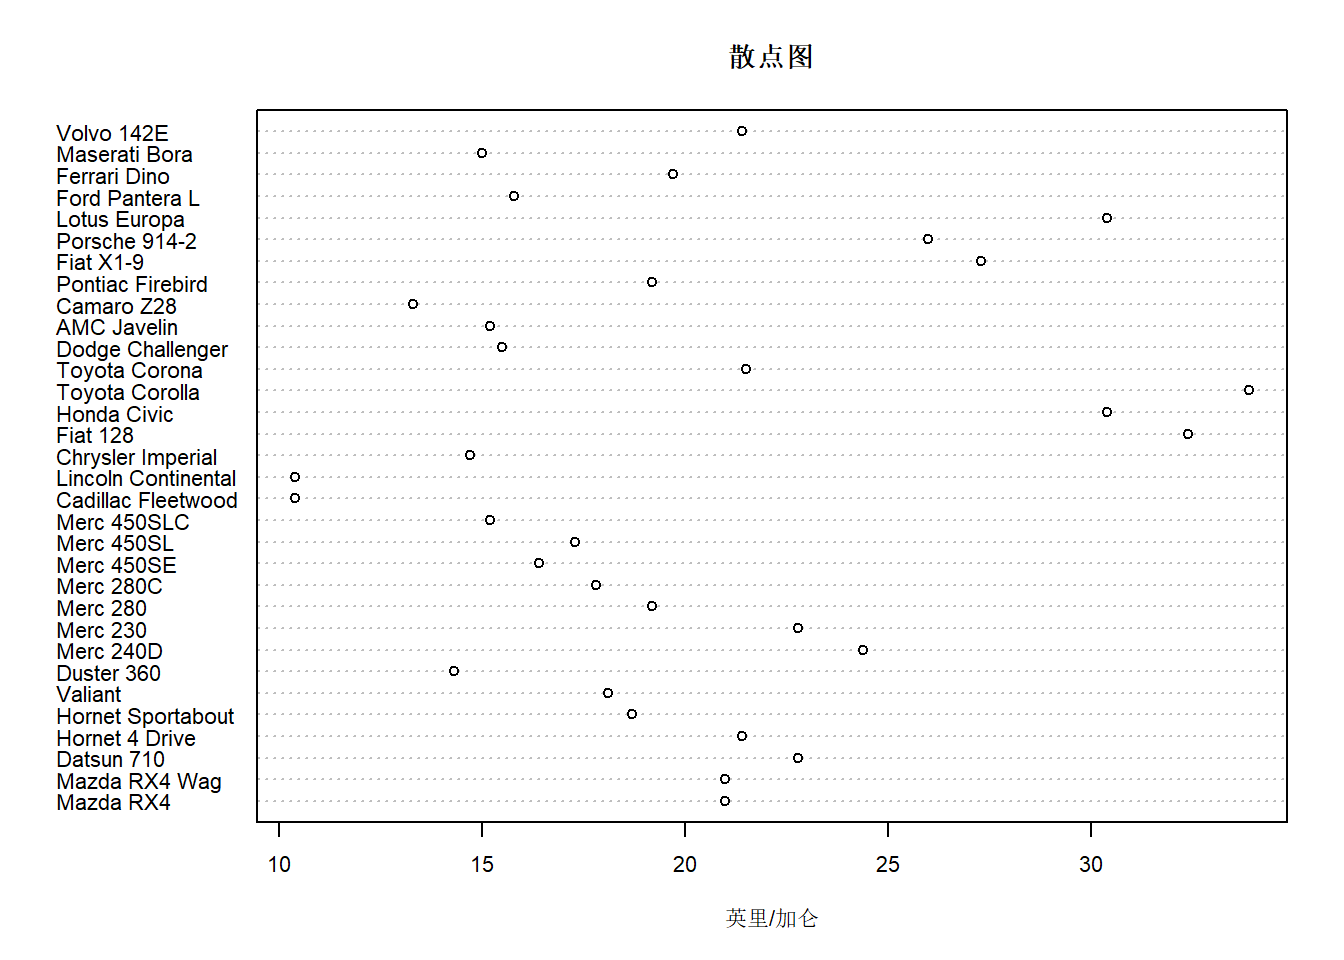 散点图
Volvo 142E
Maserati Bora
Ferrari Dino
Ford Pantera L
Lotus Europa
Porsche 914-2
Fiat X1-9
Pontiac Firebird
Camaro Z28
AMC Javelin
Dodge Challenger
Toyota Corona
Toyota Corolla
Honda Civic
Fiat 128
Chrysler Imperial
Lincoln Continental
Cadillac Fleetwood
Merc 450SLC
Merc 450SL
Merc 450SE
Merc 280C
Merc 280
Merc 230
Merc 240D
Duster 360
Valiant
Hornet Sportabout
Hornet 4 Drive
Datsun 710
Mazda RX4 Wag
Mazda RX4
10 15 20 25 30
英里/加仑